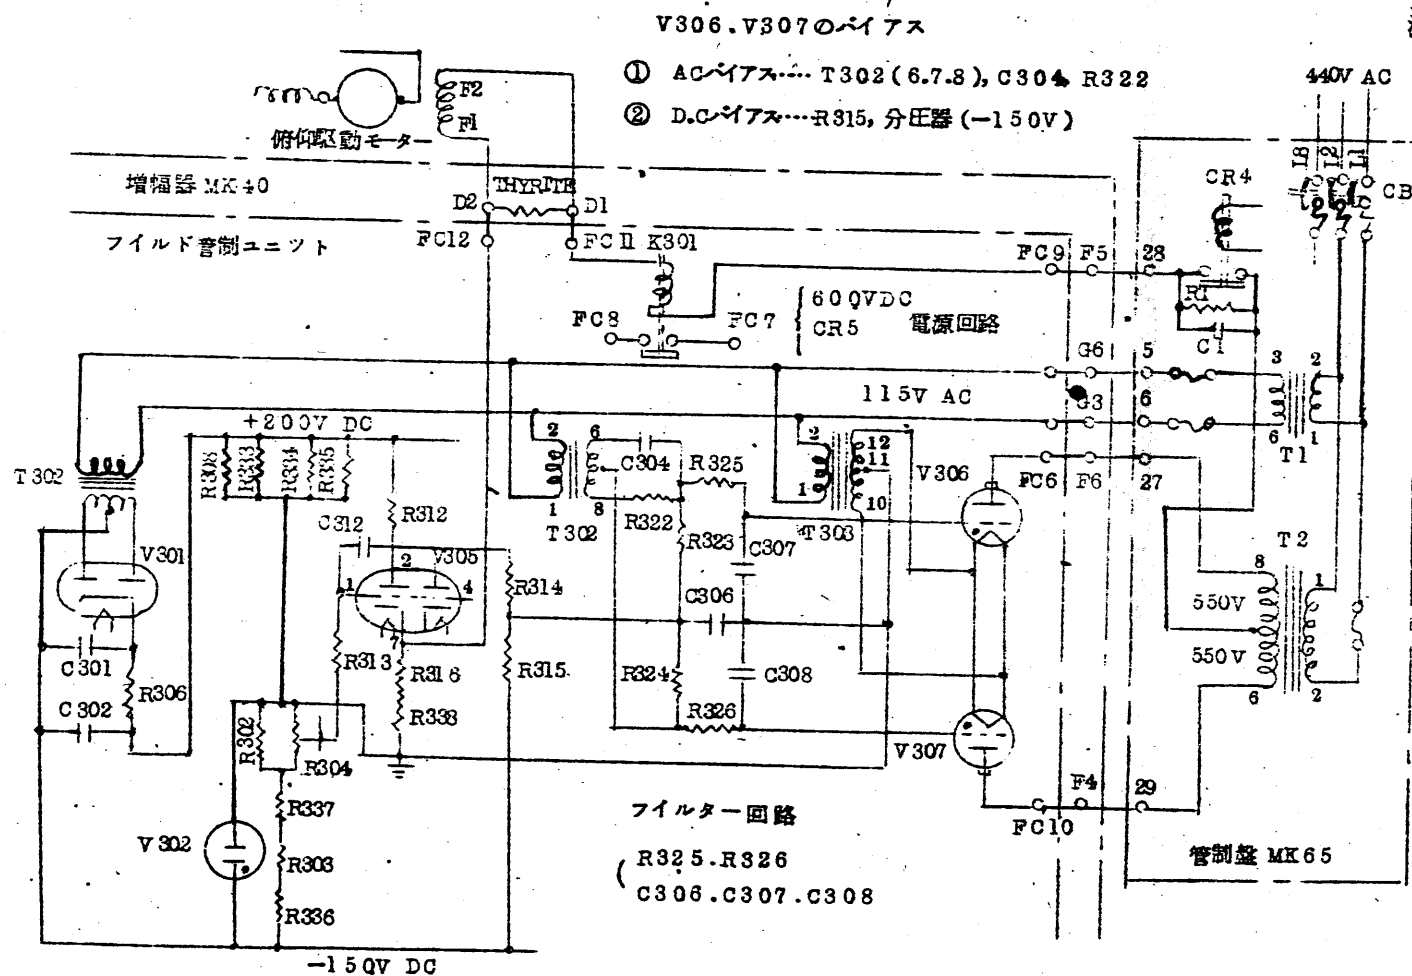 V306.V307のバイアス
① ACバイアス…… T302(6.7.8), C304, R322
② D.Cバイアス……R315, 分圧器(-150V)
440V AC
F2
F1
俯仰駆動モーター
増幅器 MK40
THYRITE
D2
D1
フイルド管制ユニット
FC12
FC11
K301
L3
L2
L1
CR4
CB
FC9
F5
28
R1
C1
FC8
FC7
600VDC
CR5
電源回路
G6
5
3
2
115V AC
G3
6
6
1
T1
+200V DC
T302
R308
R333
R334
R335
2
6
C304
R325
1
8
R322
T302
2
12
11
1
10
T303
V306
FC6
F6
27
C312
R312
V301
V305
2
1
4
7
R314
R323
C307
C306
T2
8
1
550V
550V
6
2
C301
R306
C302
R313
R316
R338
R315
R324
R326
C308
V307
R302
R304
R337
V302
R303
R336
F4
29
FC10
フイルター回路
R325.R326
C306.C307.C308
管制盤 MK65
-150V DC